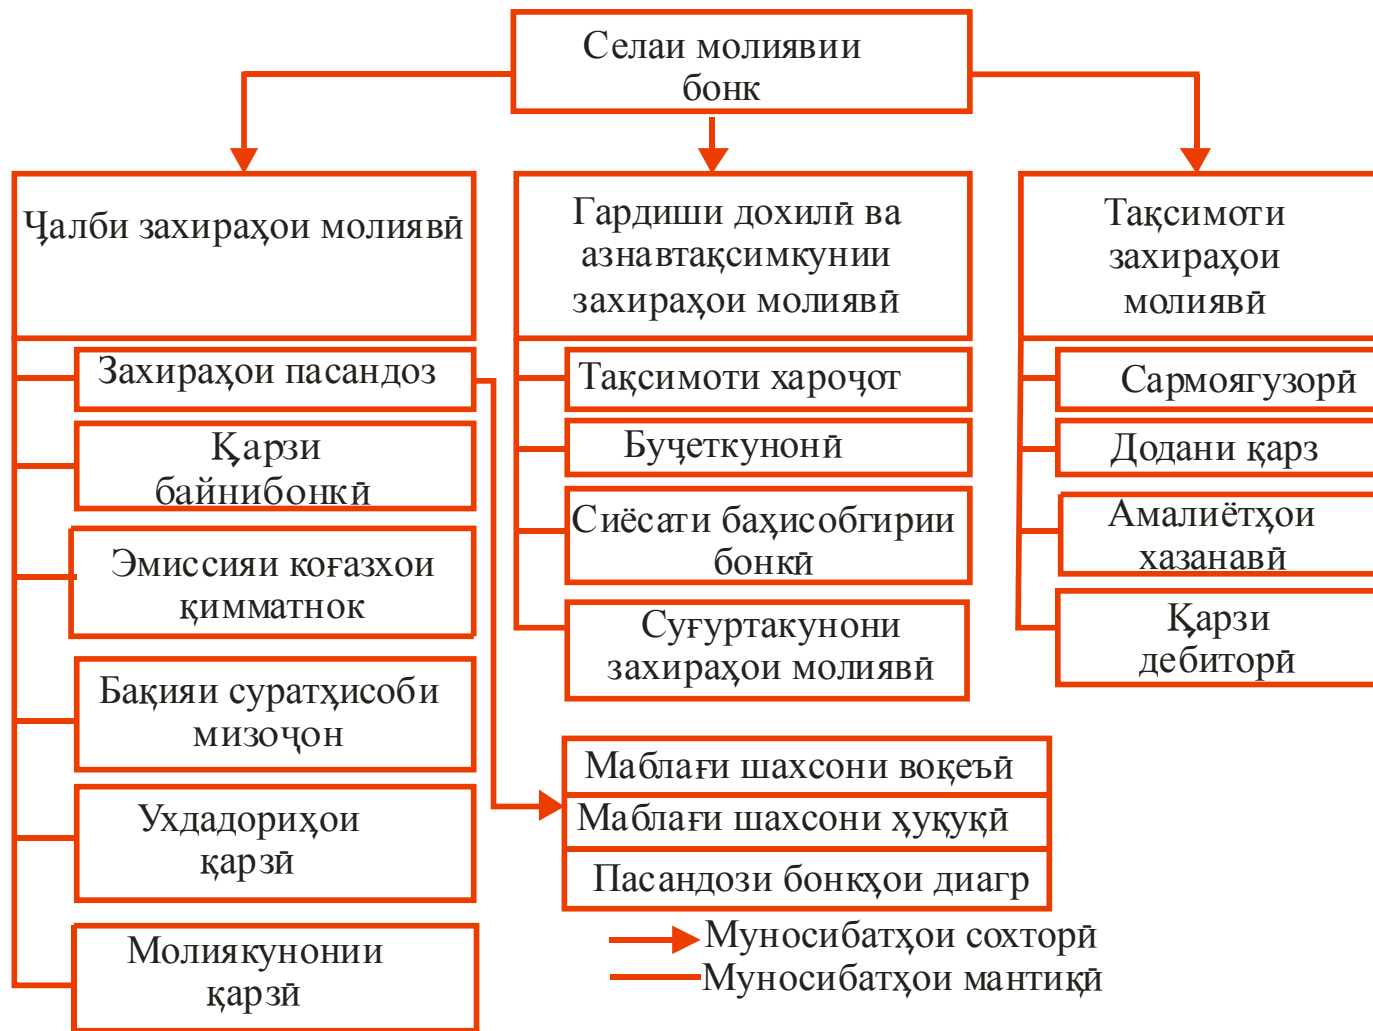 Селаи молиявии
бонк
Ҷалби захираҳои молиявӣ
Захираҳои пасандоз
Қарзи
байнибонкӣ
Эмиссияи коғазхои
қимматнок
Бақияи суратҳисоби
мизоҷон
Ухдадориҳои
қарзӣ
Молиякунонии
қарзӣ
Гардиши дохилӣ ва
азнавтақсимкунии
захираҳои молиявӣ
Тақсимоти хароҷот
Буҷеткунонӣ
Сиёсати баҳисобгирии
бонкӣ
Суғуртакунони
захираҳои молиявӣ
Тақсимоти
захираҳои
молиявӣ
Сармоягузорӣ
Додани қарз
Амалиётҳои
хазанавӣ
Қарзи
дебиторӣ
Маблағи шахсони воқеъӣ
Маблағи шахсони ҳуқуқӣ
Пасандози бонкҳои диагр
Муносибатҳои сохторӣ
Муносибатҳои мантиқӣ